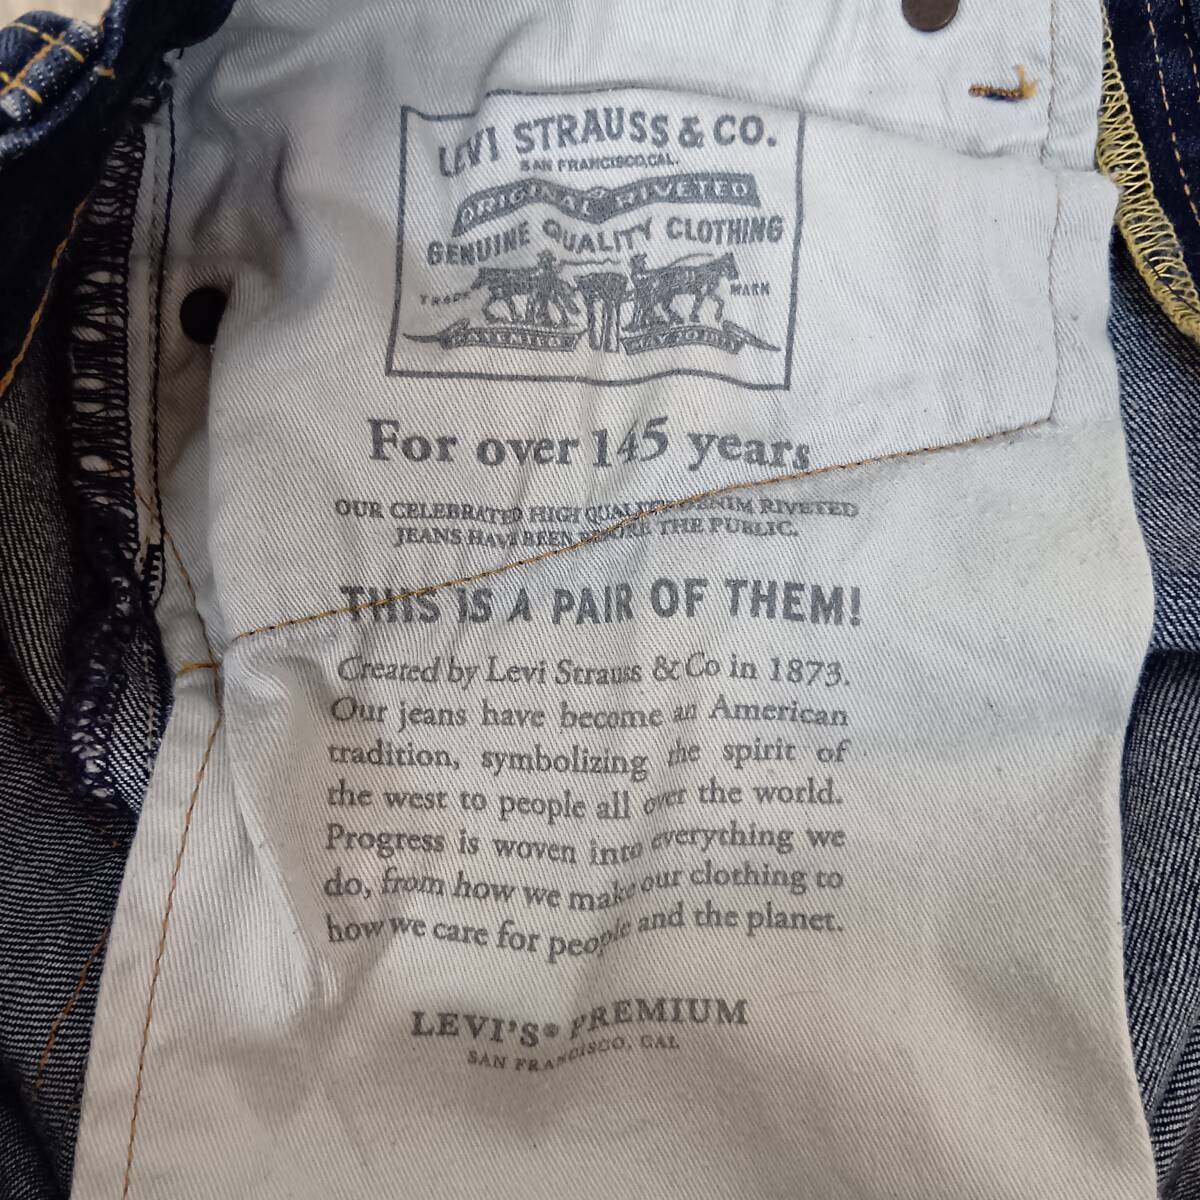 LEVI STRAUSS & CO.
SAN FRANCISCO, CAL.
ORIGINAL RIVETED
GENUINE QUALITY CLOTHING
TRADE MARK
PATENTED
For over 145 years
OUR CELEBRATED HIGH QUALITY DENIM RIVETED
JEANS HAVE BEEN BEFORE THE PUBLIC.
THIS IS A PAIR OF THEM!
Created by Levi Strauss & Co in 1873.
Our jeans have become an American
tradition, symbolizing the spirit of
the west to people all over the world.
Progress is woven into everything we
do, from how we make our clothing to
how we care for people and the planet.
LEVI'S® PREMIUM
SAN FRANCISCO, CAL